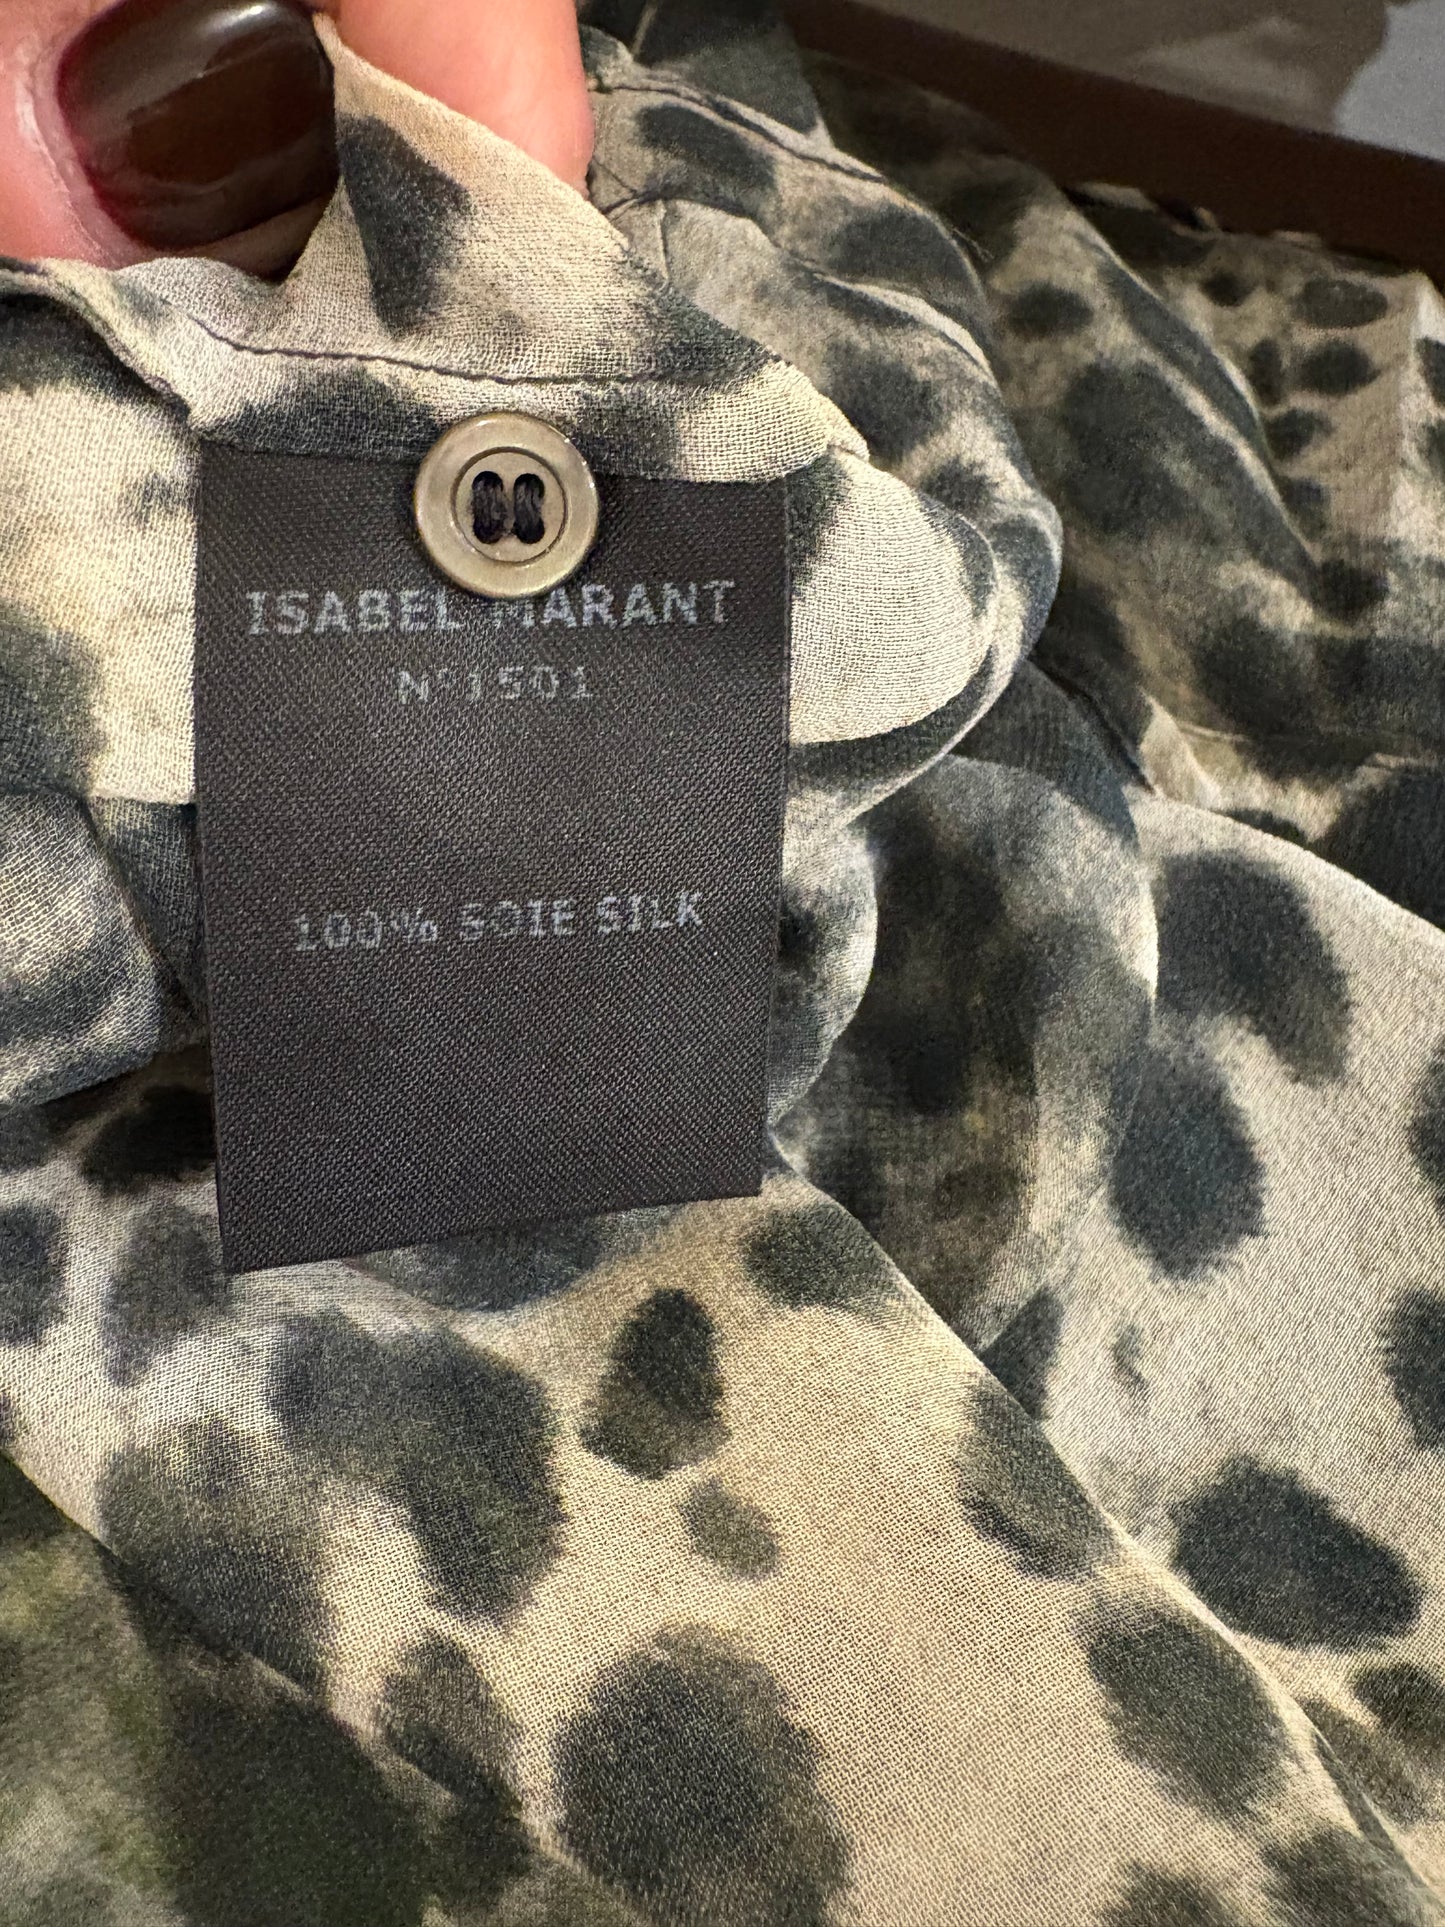 ISABEL MARANT
N°1501
100% SOIE SILK